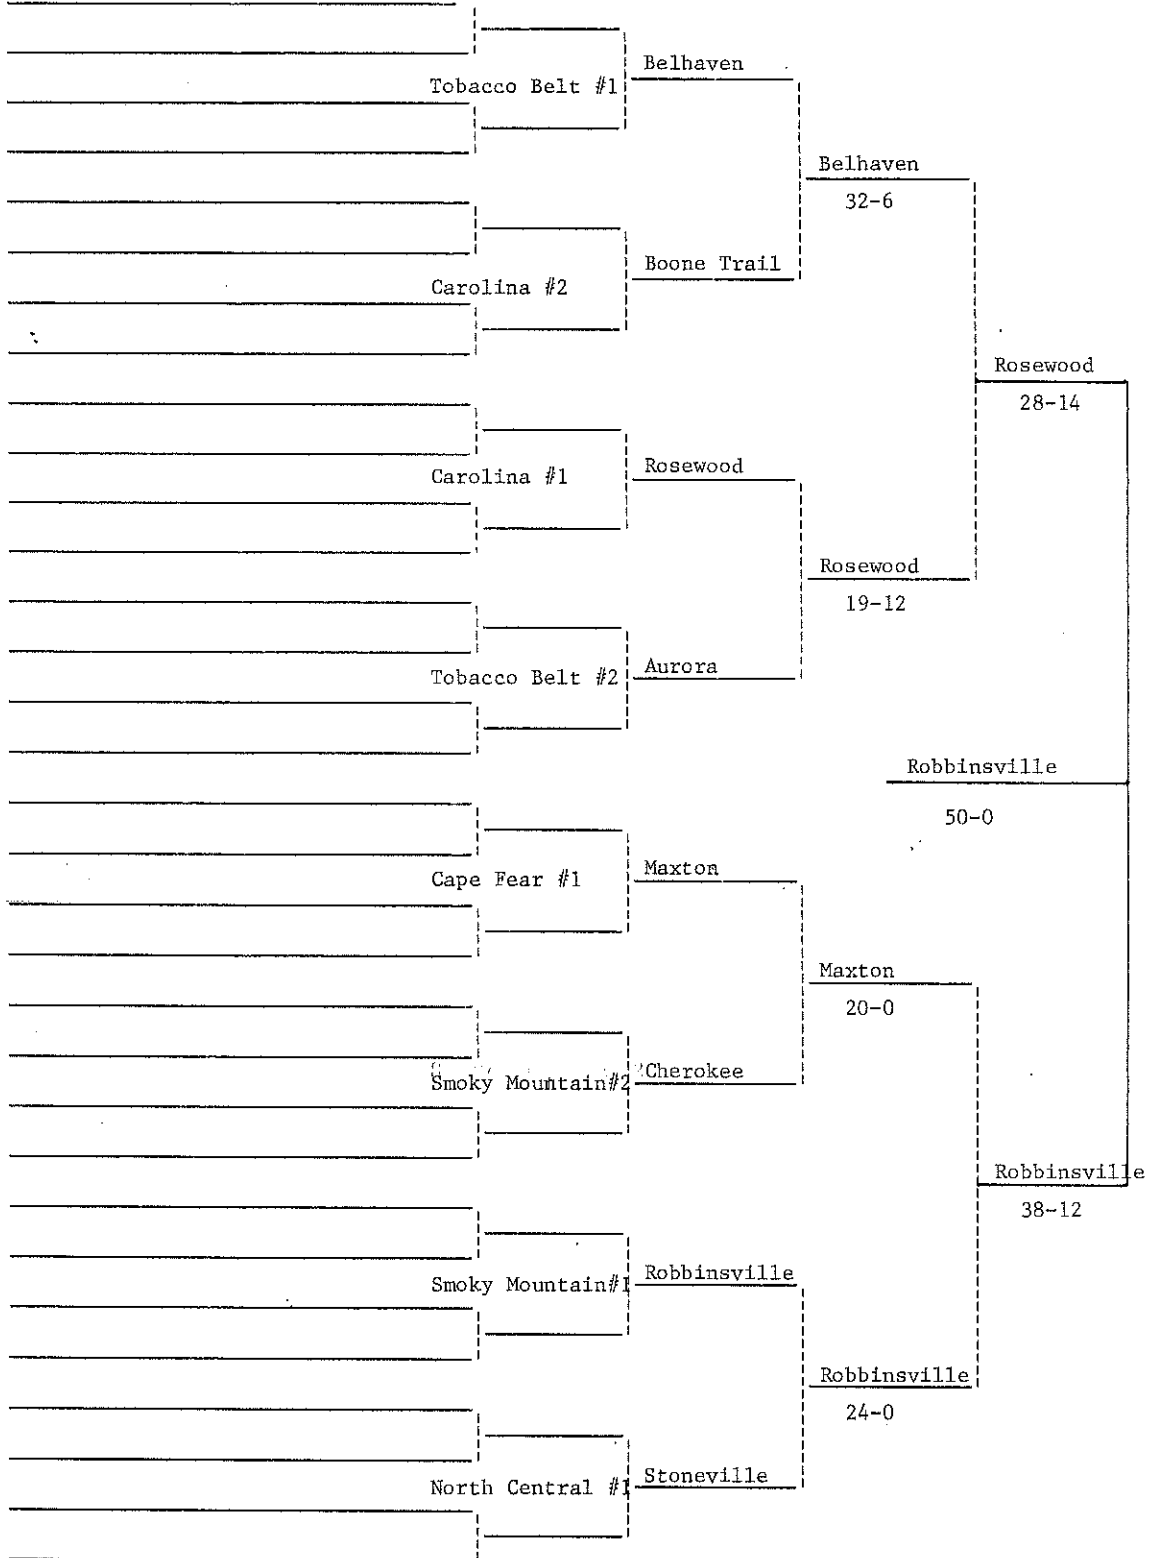 Belhaven
Tobacco Belt #1
Belhaven
32-6
Boone Trail
Carolina #2
Rosewood
28-14
Rosewood
Carolina #1
Rosewood
19-12
Aurora
Tobacco Belt #2
Robbinsville
50-0
Maxton
Cape Fear #1
Maxton
20-0
Cherokee
Smoky Mountain#2
Robbinsville
38-12
Robbinsville
Smoky Mountain#1
Robbinsville
24-0
Stoneville
North Central #1